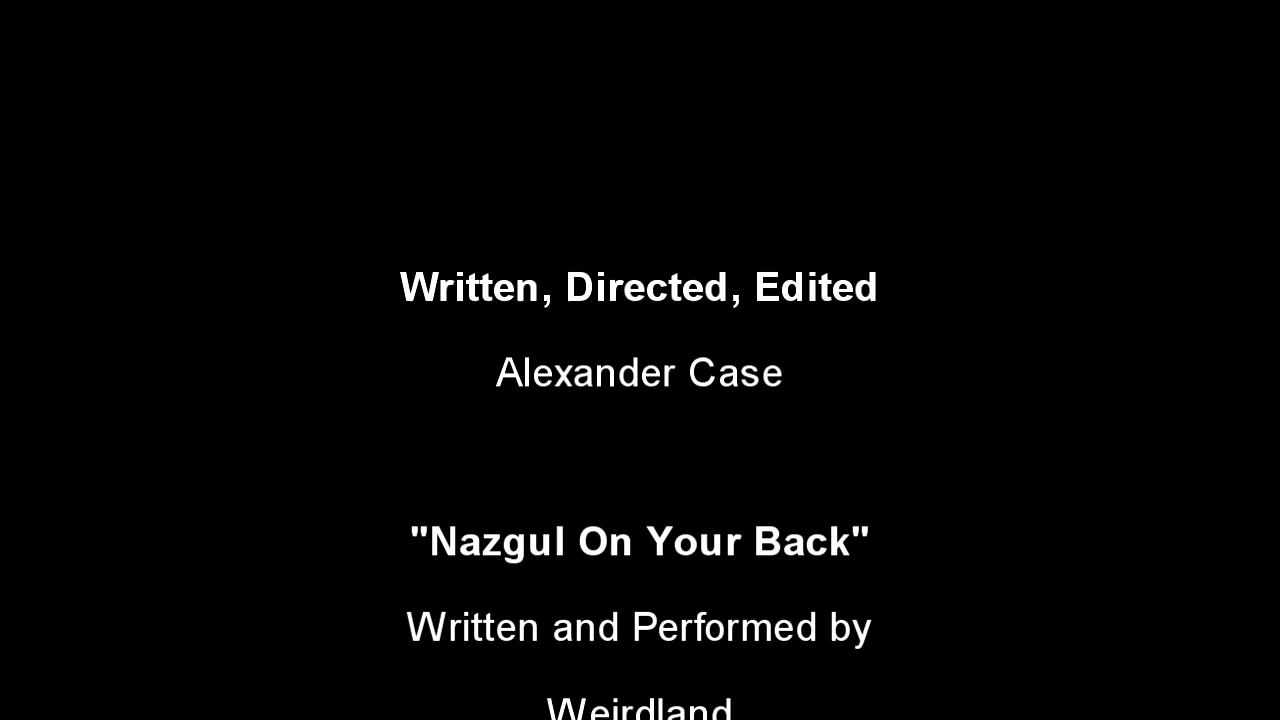 Written, Directed, Edited
Alexander Case
"Nazgul On Your Back"
Written and Performed by
Weirdland